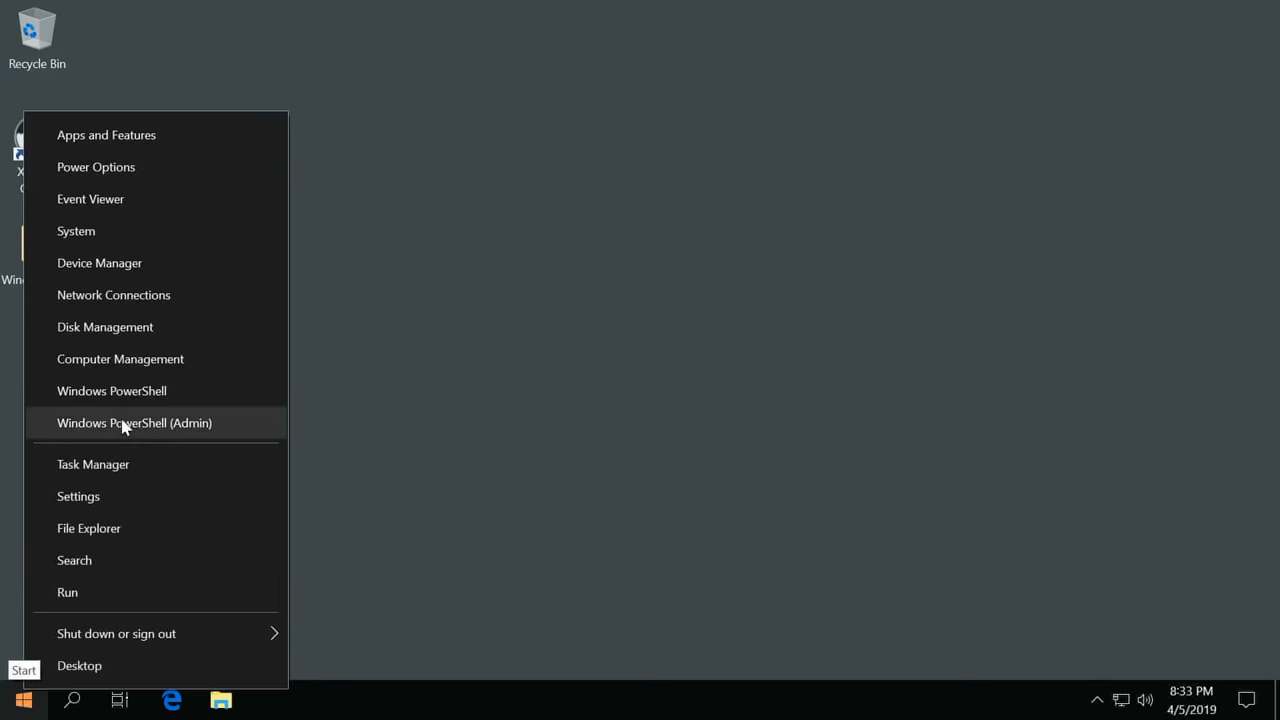 Recycle Bin
Apps and Features
Power Options
Event Viewer
System
Device Manager
Network Connections
Disk Management
Computer Management
Windows PowerShell
Windows PowerShell (Admin)
Task Manager
Settings
File Explorer
Search
Run
Shut down or sign out
Desktop
Start
8:33 PM
4/5/2019